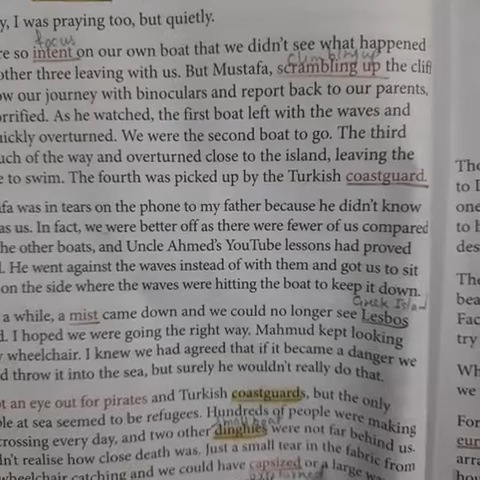 y, I was praying too, but quietly.
focus
re so intent on our own boat that we didn't see what happened
climbing up
other three leaving with us. But Mustafa, scrambling up the cliff
ow our journey with binoculars and report back to our parents,
orrified. As he watched, the first boat left with the waves and
uickly overturned. We were the second boat to go. The third
uch of the way and overturned close to the island, leaving the
e to swim. The fourth was picked up by the Turkish coastguard.
afa was in tears on the phone to my father because he didn't know
as us. In fact, we were better off as there were fewer of us compared
he other boats, and Uncle Ahmed's YouTube lessons had proved
l. He went against the waves instead of with them and got us to sit
on the side where the waves were hitting the boat to keep it down.
Greek Island
a while, a mist came down and we could no longer see Lesbos
d. I hoped we were going the right way. Mahmud kept looking
wheelchair. I knew we had agreed that if it became a danger we
d throw it into the sea, but surely he wouldn't really do that.
pt an eye out for pirates and Turkish coastguards, but the only
ple at sea seemed to be refugees. Hundreds of people were making
boat
crossing every day, and two other dinghies were not far behind us.
dn't realise how close death was. Just a small tear in the fabric from
wheelchair catching and we could have capsized or a large wa
The
to I
one
to h
des
The
bea
Fac
try
Wh
we
For
cur
arra
hou